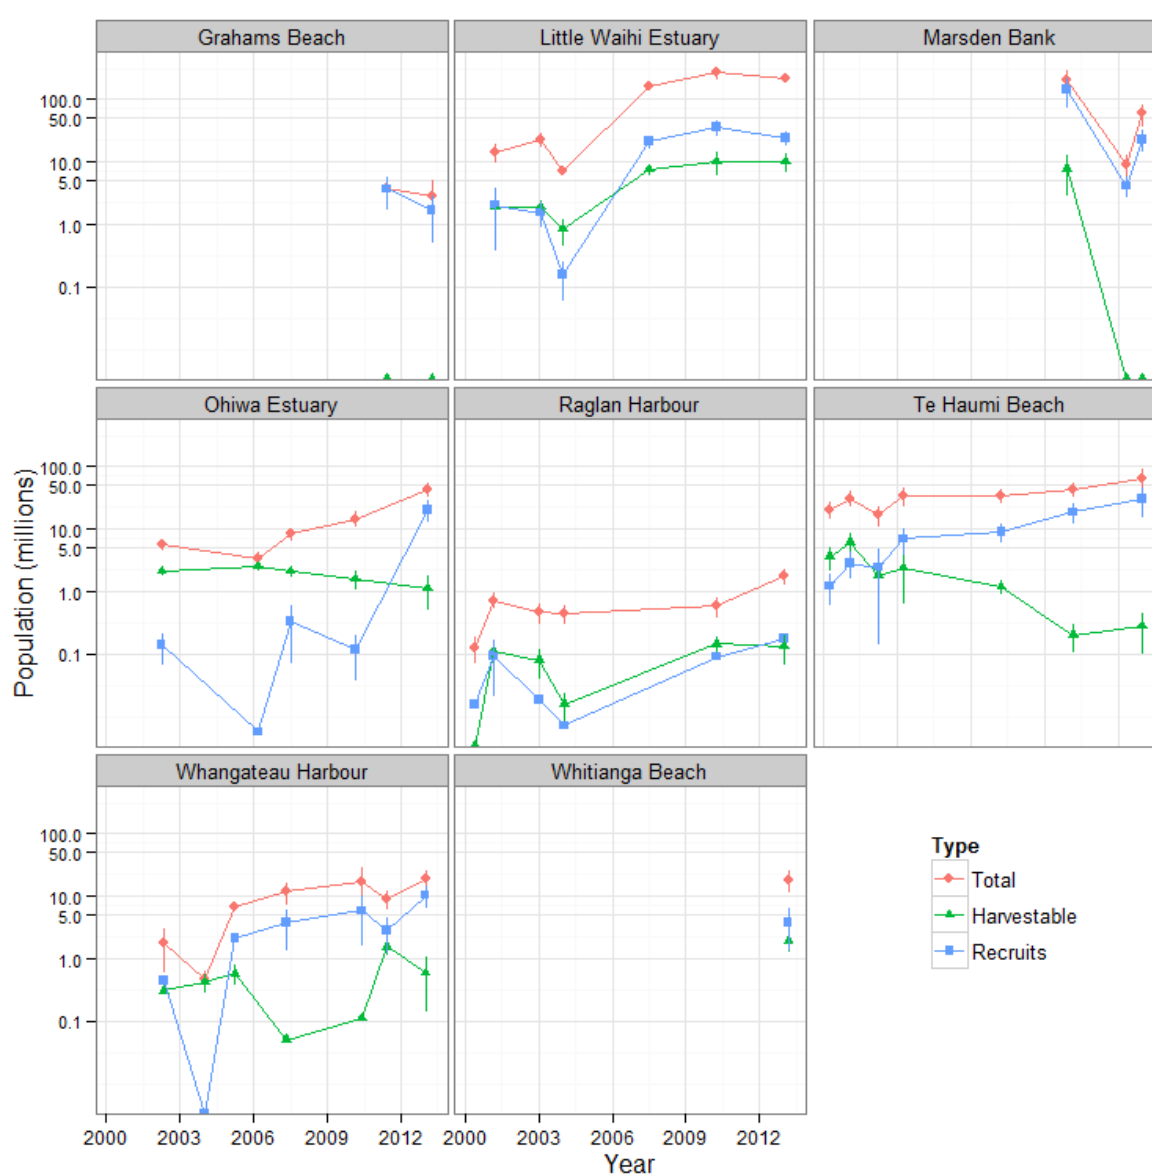 Grahams Beach
Little Waihi Estuary
Marsden Bank
100.0
50.0
10.0
5.0
1.0
0.1
Ohiwa Estuary
Raglan Harbour
Te Haumi Beach
Population (millions)
100.0
50.0
10.0
5.0
1.0
0.1
Whangateau Harbour
Whitianga Beach
100.0
50.0
10.0
5.0
1.0
0.1
Type
Total
Harvestable
Recruits
2000 2003 2006 2009 2012 2000 2003 2006 2009 2012
Year